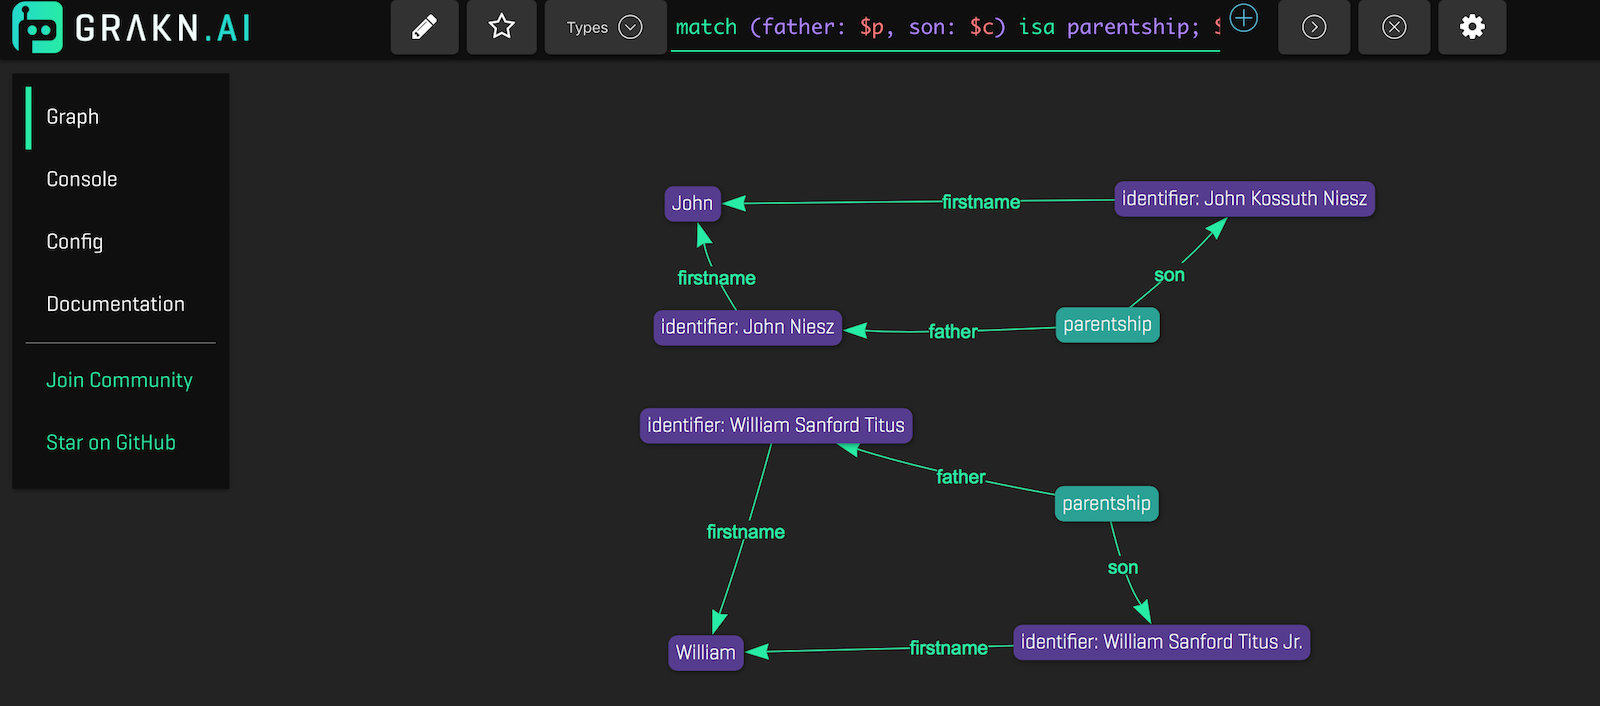 GRAKN.AI
Types
match (father: $p, son: $c) isa parentship; $
Graph
Console
Config
Documentation
Join Community
Star on GitHub
John
firstname
identifier: John Kossuth Niesz
firstname
son
identifier: John Niesz
father
parentship
identifier: William Sanford Titus
father
parentship
firstname
son
William
firstname
identifier: William Sanford Titus Jr.